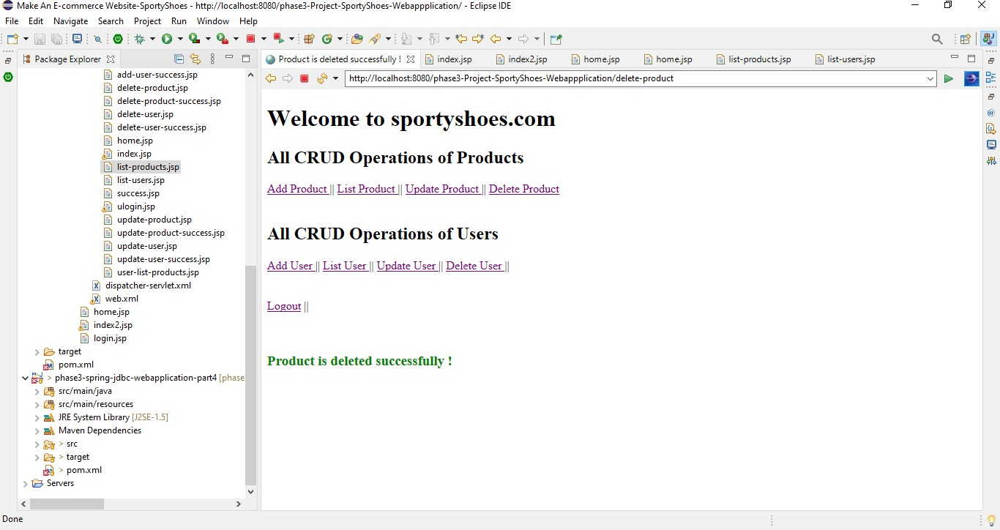 Make An E-commerce Website-SportyShoes - http://localhost:8080/phase3-Project-SportyShoes-Webappplication/ - Eclipse IDE
File Edit Navigate Search Project Run Window Help
Package Explorer
add-user-success.jsp
delete-product.jsp
delete-product-success.jsp
delete-user.jsp
delete-user-success.jsp
home.jsp
index.jsp
list-products.jsp
list-users.jsp
success.jsp
ulogin.jsp
update-product.jsp
update-product-success.jsp
update-user.jsp
update-user-success.jsp
user-list-products.jsp
dispatcher-servlet.xml
web.xml
home.jsp
index2.jsp
login.jsp
target
pom.xml
> phase3-spring-jdbc-webapplication-part4 [phase
src/main/java
src/main/resources
JRE System Library [J2SE-1.5]
Maven Dependencies
> src
> target
> pom.xml
Servers
Product is deleted successfully ! index.jsp index2.jsp home.jsp home.jsp list-products.jsp list-users.jsp
http://localhost:8080/phase3-Project-SportyShoes-Webappplication/delete-product
Welcome to sportyshoes.com
All CRUD Operations of Products
Add Product || List Product || Update Product || Delete Product
All CRUD Operations of Users
Add User || List User || Update User || Delete User ||
Logout ||
Product is deleted successfully !
Done